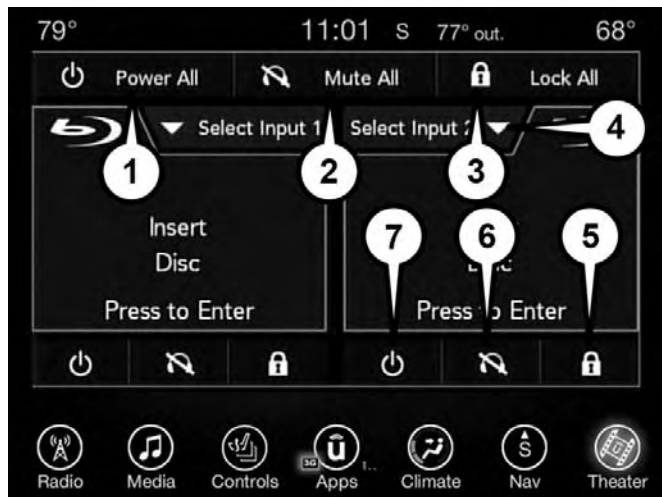 79° 11:01 S 77° out. 68°
Power All Mute All Lock All
Select Input 1 Select Input 2
1 2 3 4
Insert
Disc
Press to Enter
7 6 5
Press to Enter
3G û 1..
S
Radio Media Controls Apps Climate Nav Theater